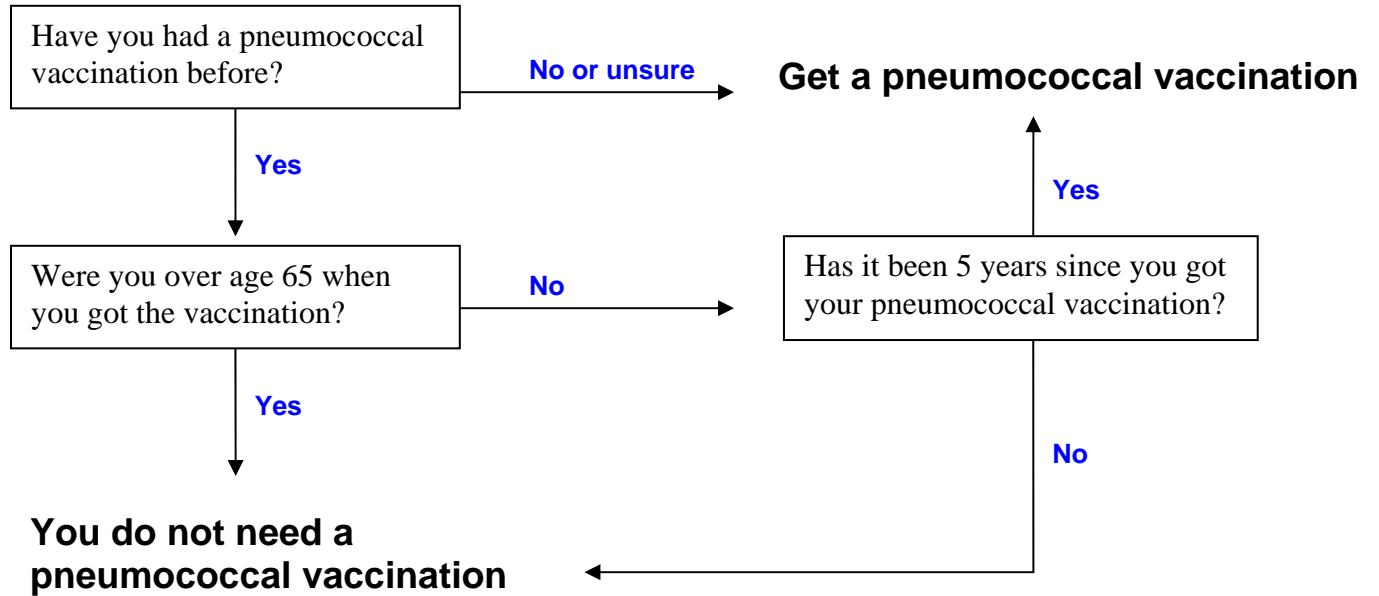 Have you had a pneumococcal
vaccination before?
No or unsure
Get a pneumococcal vaccination
Yes
Yes
Were you over age 65 when
you got the vaccination?
No
Has it been 5 years since you got
your pneumococcal vaccination?
Yes
No
You do not need a
pneumococcal vaccination